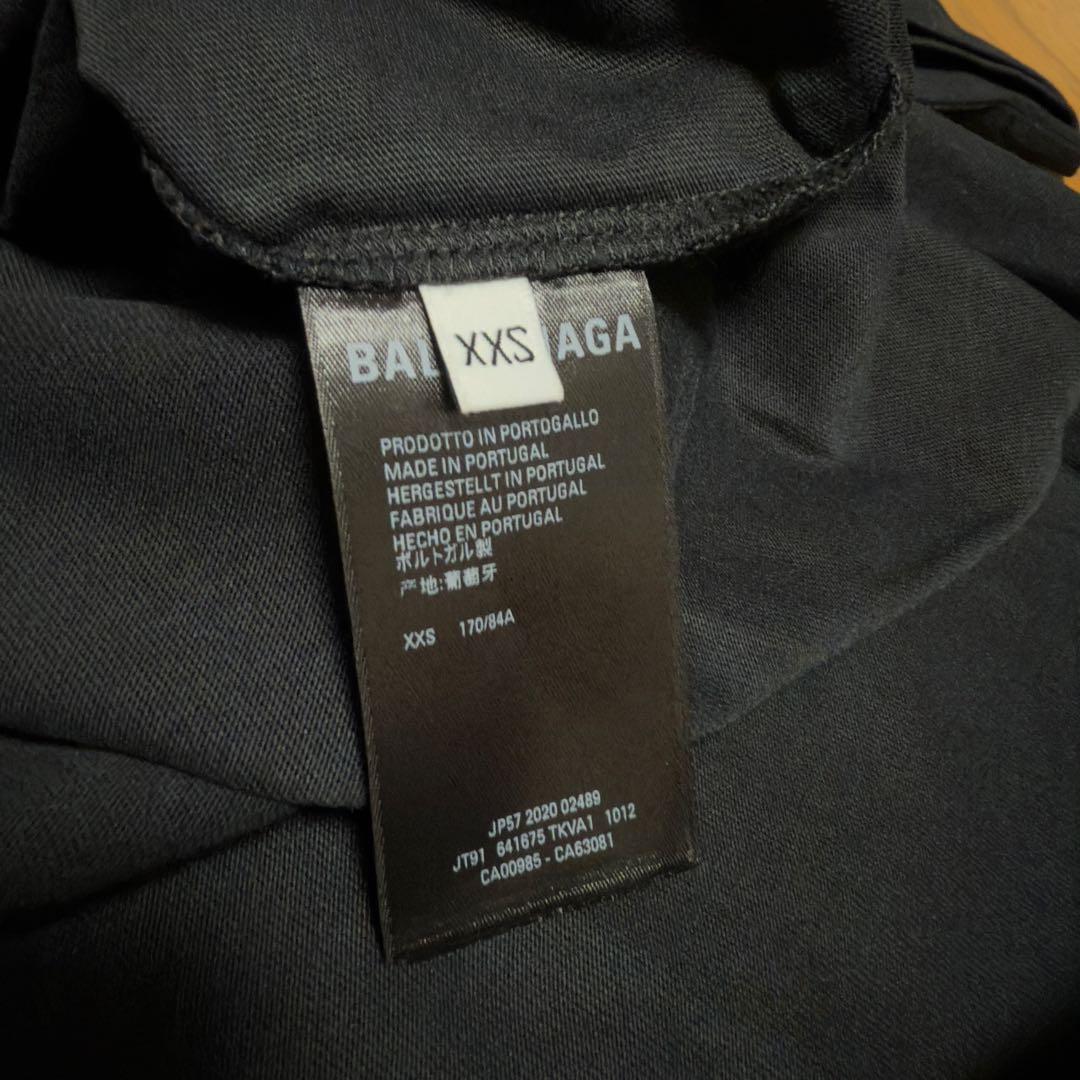 XXS
BAL AGA
PRODOTTO IN PORTOGALLO
MADE IN PORTUGAL
HERGESTELLT IN PORTUGAL
FABRIQUE AU PORTUGAL
HECHO EN PORTUGAL
ポルトガル製
产地:葡萄牙
XXS 170/84A
JP57 2020 02489
JT91 641675 TKVA1 1012
CA00985 - CA63081